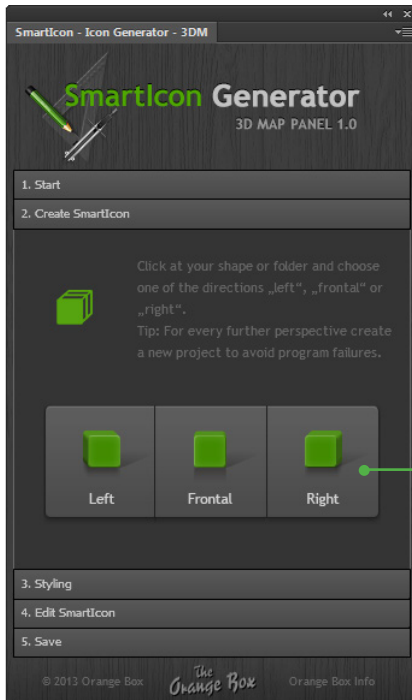 SmartIcon - Icon Generator - 3DM
SmartIcon Generator
3D MAP PANEL 1.0
1. Start
2. Create SmartIcon
Click at your shape or folder and choose
one of the directions „left“, „frontal“ or
„right“.
Tip: For every further perspective create
a new project to avoid program failures.
Left Frontal Right
3. Styling
4. Edit SmartIcon
5. Save
© 2013 Orange Box The Orange Box Orange Box Info